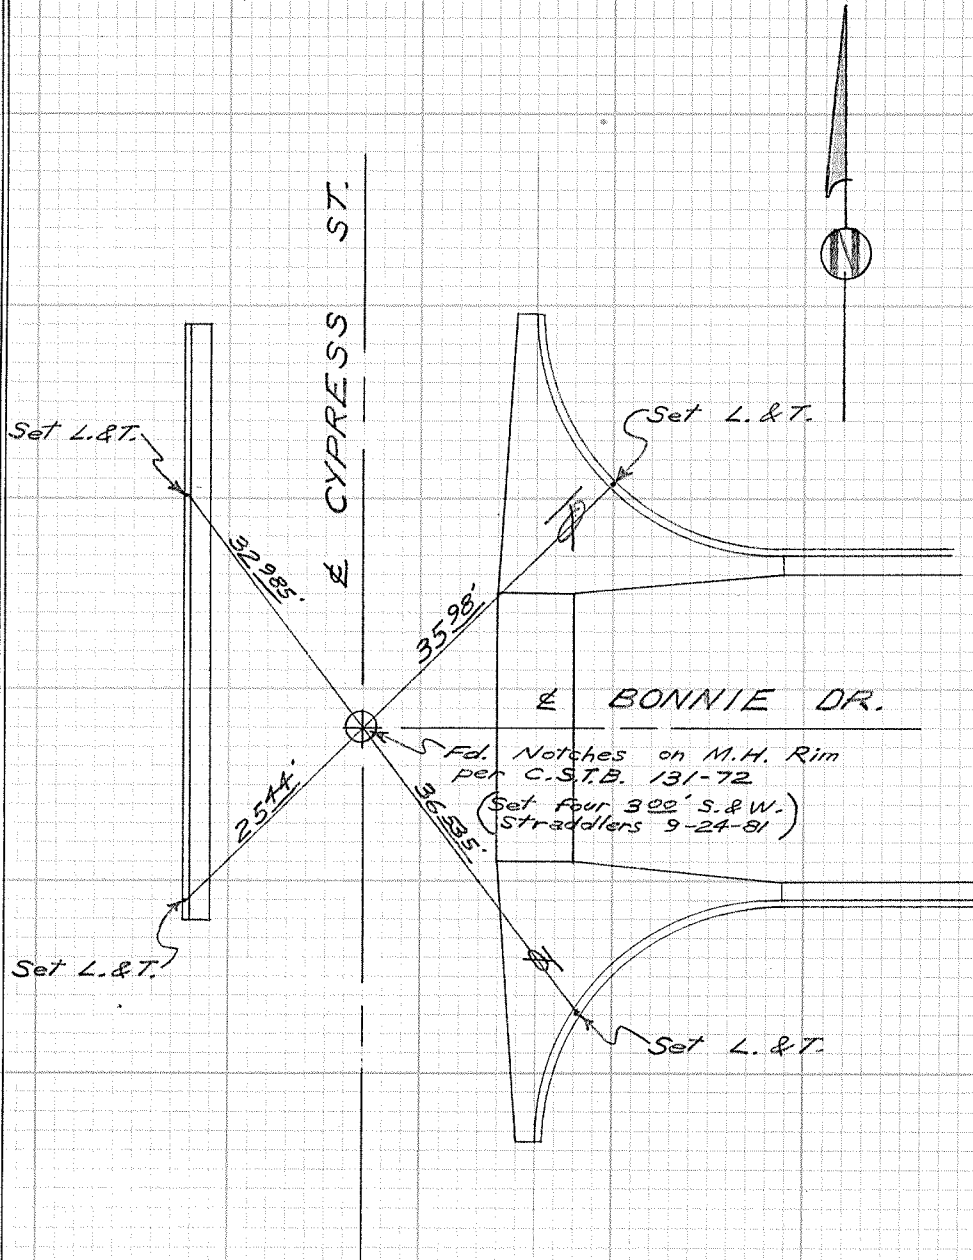 N
℄ CYPRESS ST.
Set L.&T.
Set L.&T.
32.985'
35.98'
℄ BONNIE DR.
Fd. Notches on M.H. Rim
per C.S.T.B. 131-72
(Set four 3.00' S.&W.
Straddlers 9-24-81)
25.44'
36.535'
Set L.&T.
Set L.&T.